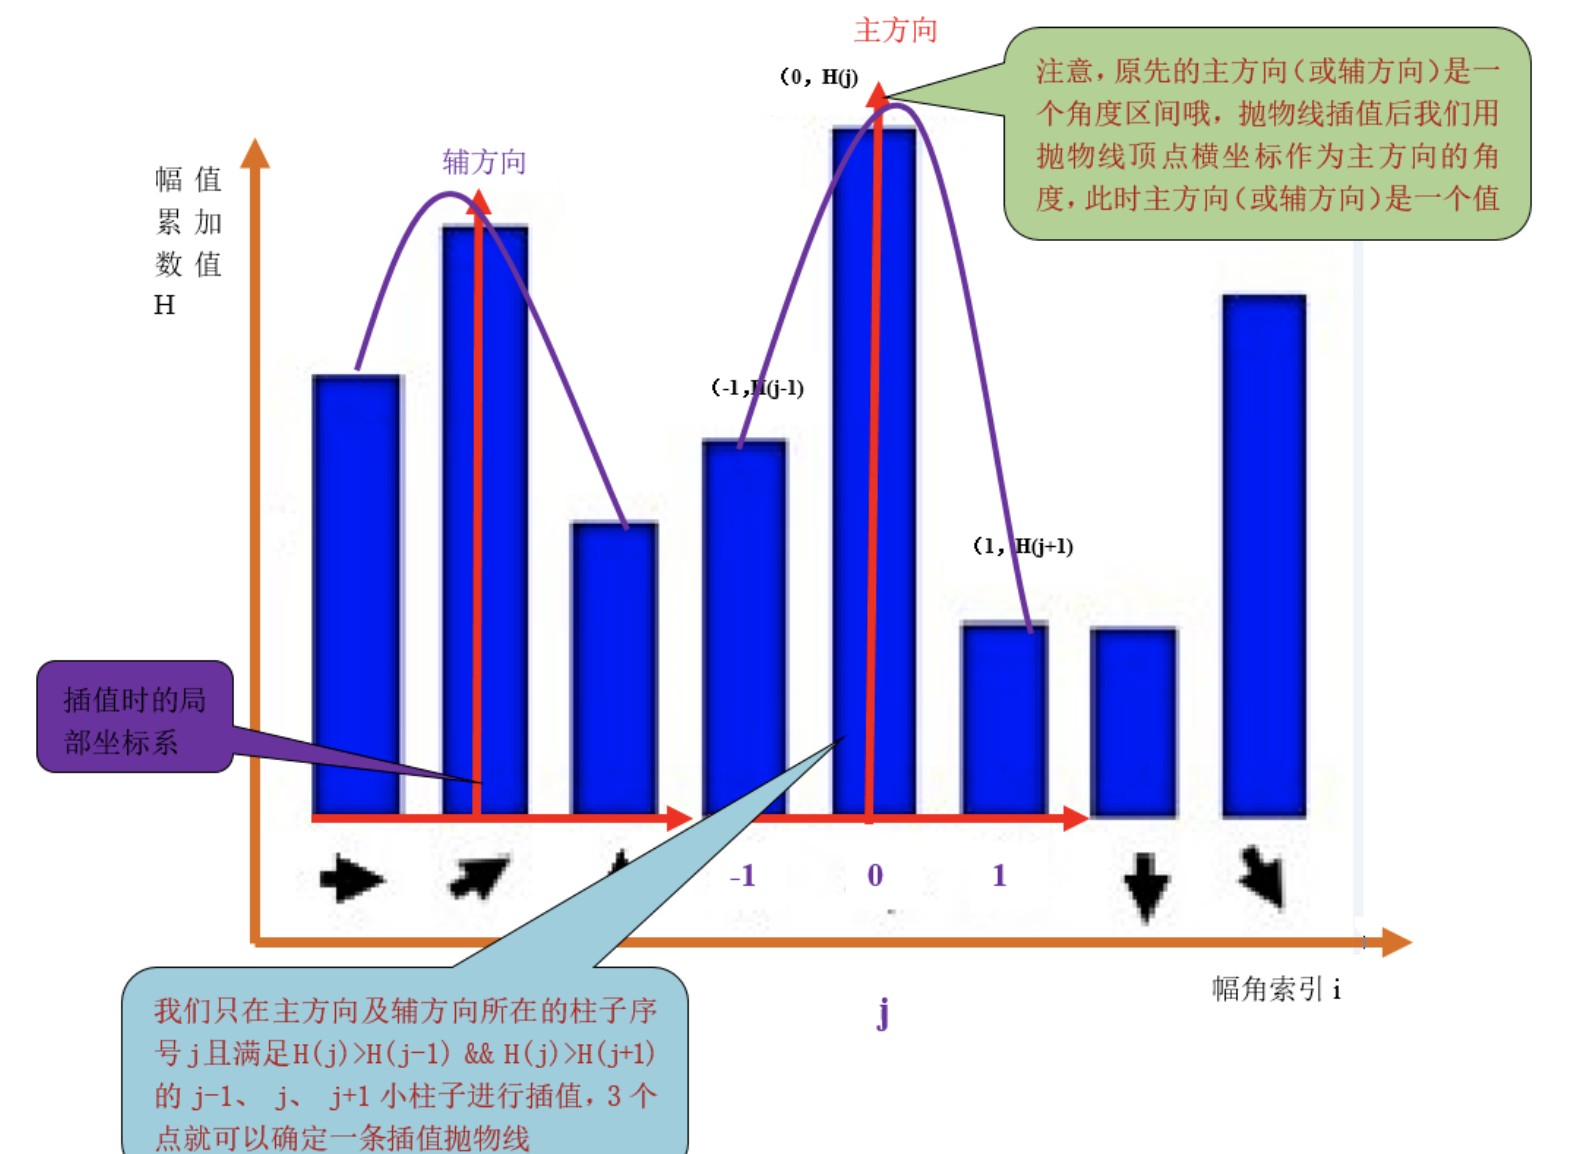 主方向
(0, H(j)
注意，原先的主方向（或辅方向）是一
个角度区间哦，抛物线插值后我们用
抛物线顶点横坐标作为主方向的角
度，此时主方向（或辅方向）是一个值
辅方向
幅 值
累 加
数 值
H
(-1,H(j-1)
(1, H(j+1)
插值时的局
部坐标系
-1 0 1
幅角索引 i
j
我们只在主方向及辅方向所在的柱子序
号 j 且满足H(j)>H(j-1) && H(j)>H(j+1)
的 j-1、 j、 j+1 小柱子进行插值，3 个
点就可以确定一条插值抛物线